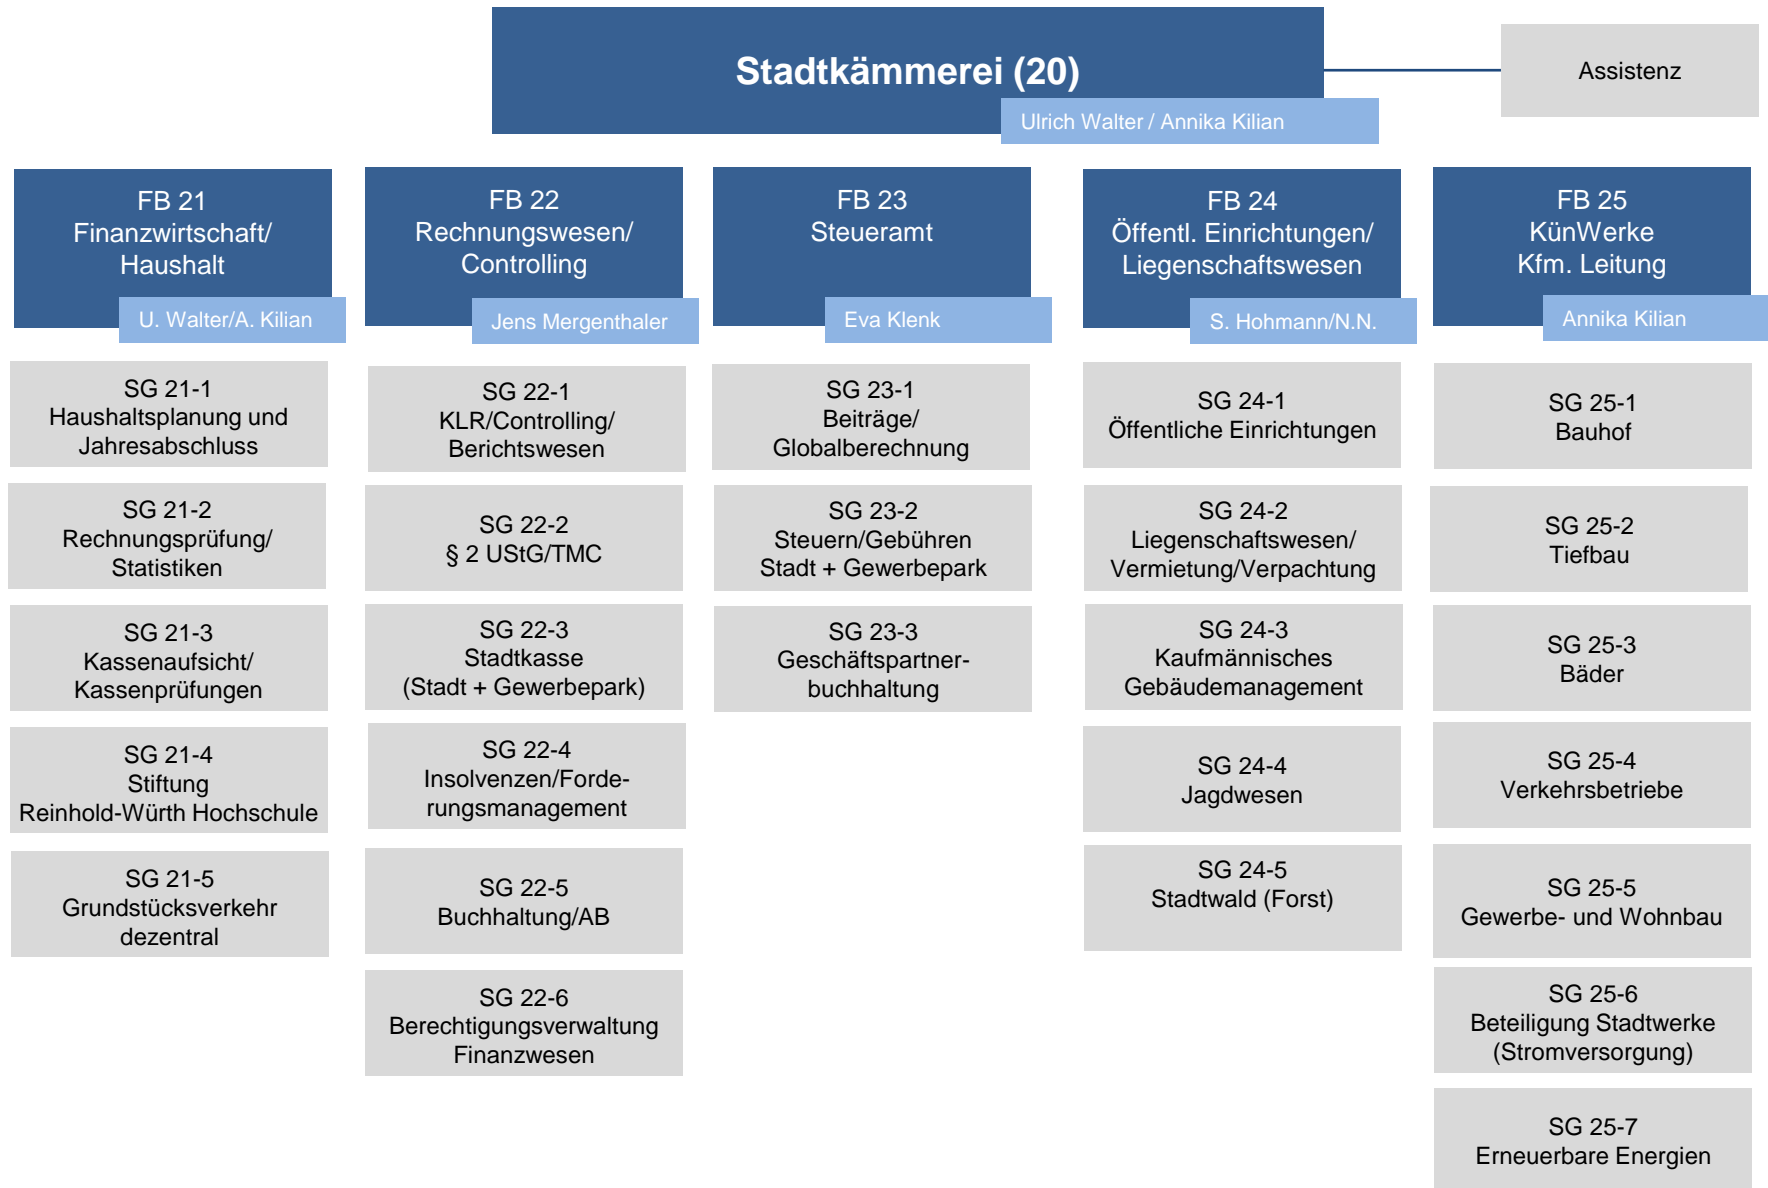 Stadtkämmerei (20)
Ulrich Walter / Annika Kilian
Assistenz
FB 21
Finanzwirtschaft/
Haushalt
U. Walter/A. Kilian
SG 21-1
Haushaltsplanung und
Jahresabschluss
SG 21-2
Rechnungsprüfung/
Statistiken
SG 21-3
Kassenaufsicht/
Kassenprüfungen
SG 21-4
Stiftung
Reinhold-Würth Hochschule
SG 21-5
Grundstücksverkehr
dezentral
FB 22
Rechnungswesen/
Controlling
Jens Mergenthaler
SG 22-1
KLR/Controlling/
Berichtswesen
SG 22-2
§ 2 UStG/TMC
SG 22-3
Stadtkasse
(Stadt + Gewerbepark)
SG 22-4
Insolvenzen/Forde-
rungsmanagement
SG 22-5
Buchhaltung/AB
SG 22-6
Berechtigungsverwaltung
Finanzwesen
FB 23
Steueramt
Eva Klenk
SG 23-1
Beiträge/
Globalberechnung
SG 23-2
Steuern/Gebühren
Stadt + Gewerbepark
SG 23-3
Geschäftspartner-
buchhaltung
FB 24
Öffentl. Einrichtungen/
Liegenschaftswesen
S. Hohmann/N.N.
SG 24-1
Öffentliche Einrichtungen
SG 24-2
Liegenschaftswesen/
Vermietung/Verpachtung
SG 24-3
Kaufmännisches
Gebäudemanagement
SG 24-4
Jagdwesen
SG 24-5
Stadtwald (Forst)
FB 25
KünWerke
Kfm. Leitung
Annika Kilian
SG 25-1
Bauhof
SG 25-2
Tiefbau
SG 25-3
Bäder
SG 25-4
Verkehrsbetriebe
SG 25-5
Gewerbe- und Wohnbau
SG 25-6
Beteiligung Stadtwerke
(Stromversorgung)
SG 25-7
Erneuerbare Energien